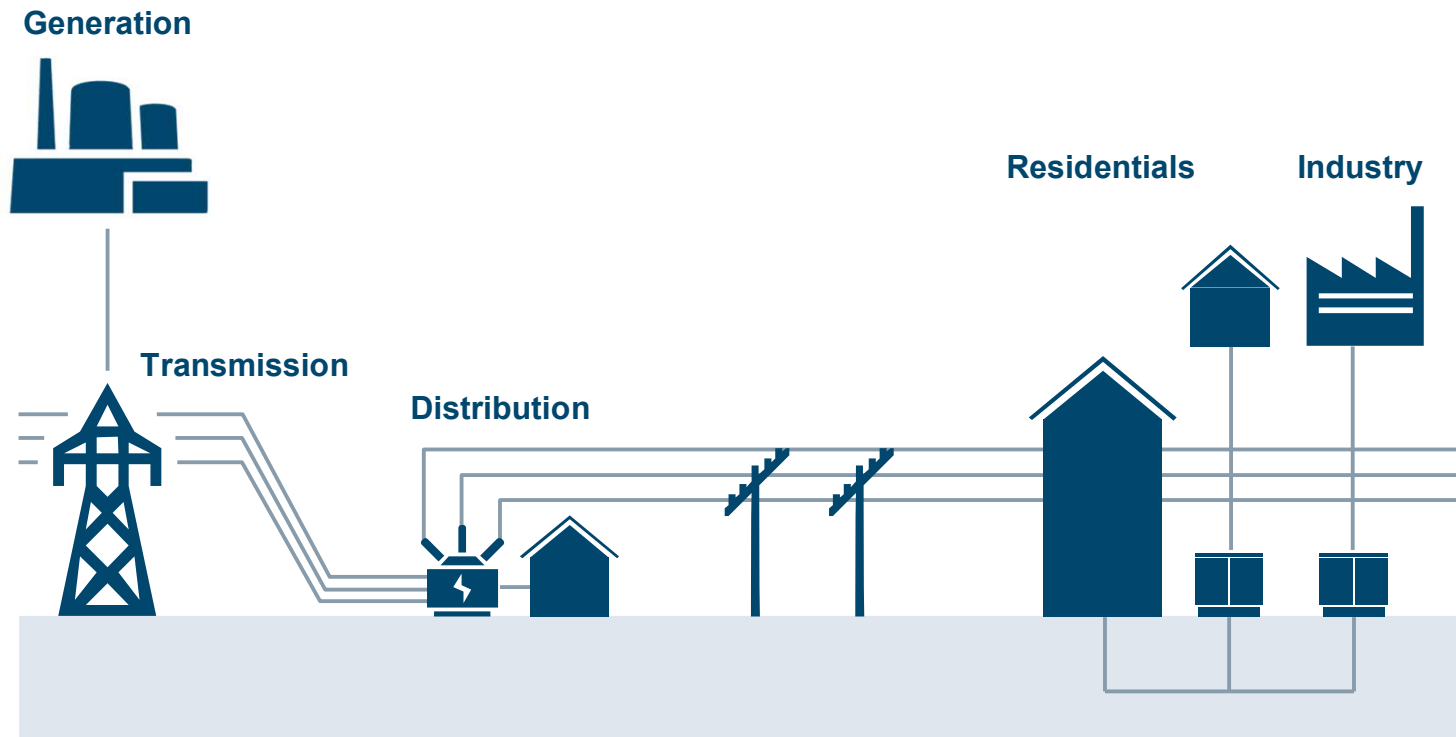 Generation
Residentials
Industry
Transmission
Distribution